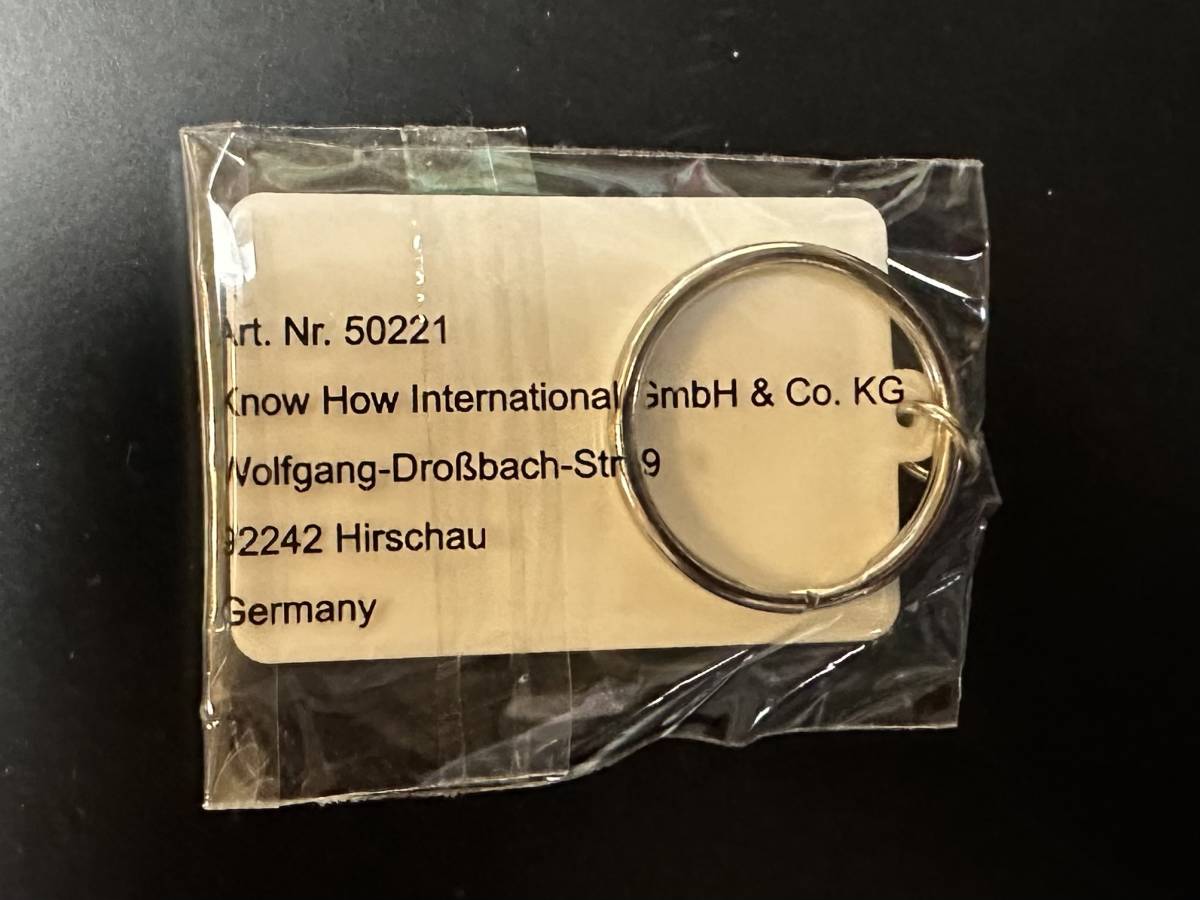 Art. Nr. 50221
Know How International GmbH & Co. KG
Wolfgang-Droßbach-Str. 9
92242 Hirschau
Germany